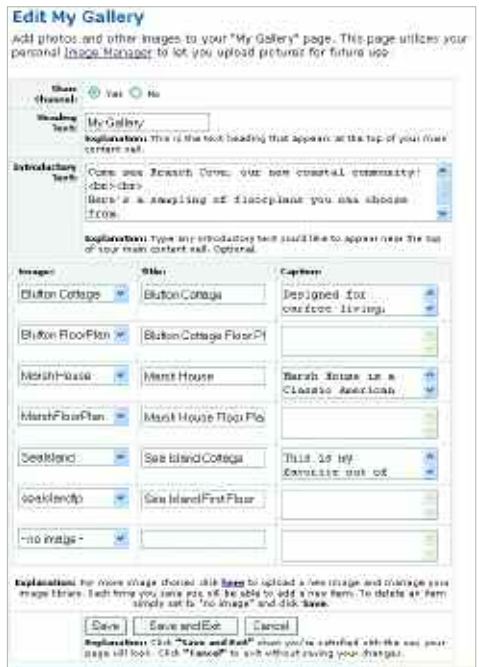 Edit My Gallery
Add photos and other images to your "My Gallery" page. This page utilizes your
personal Image Manager to let you upload pictures for future use
Share
Channel:
Yes No
Heading
Text:
My Gallery
Explanation: This is the text heading that appears at the top of your main
content cell.
Introductory
Text:
Come see Branch Cove, our new coastal community!
<br><br>
Here's a sampling of floorplans you can choose
from
Explanation: Type any introductory text you'd like to appear near the top
of your main content cell. Optional.
Image: Title: Caption:
Blufton Cottage Blufton Cottage Designed for
carfree living,
Blufton FloorPlan Blufton Cottage Floor Pl
MarshHouse Marsh House Marsh House is a
Classic American
MarshFloorPlan Marsh House Floor Pla
SeaIsland Sea Island Cottage This is my
favorite out of
seaislandfp Sea Island First Floor
-no image-
Explanation: For more image choices click here to upload a new image and manage your
image library. Each time you save you will be able to add a new item. To delete an item
simply set to "no image" and click Save.
Save Save and Exit Cancel
Explanation: Click "Save and Exit" when you're satisfied with the way your
page will look. Click "Cancel" to exit without saving your changes.